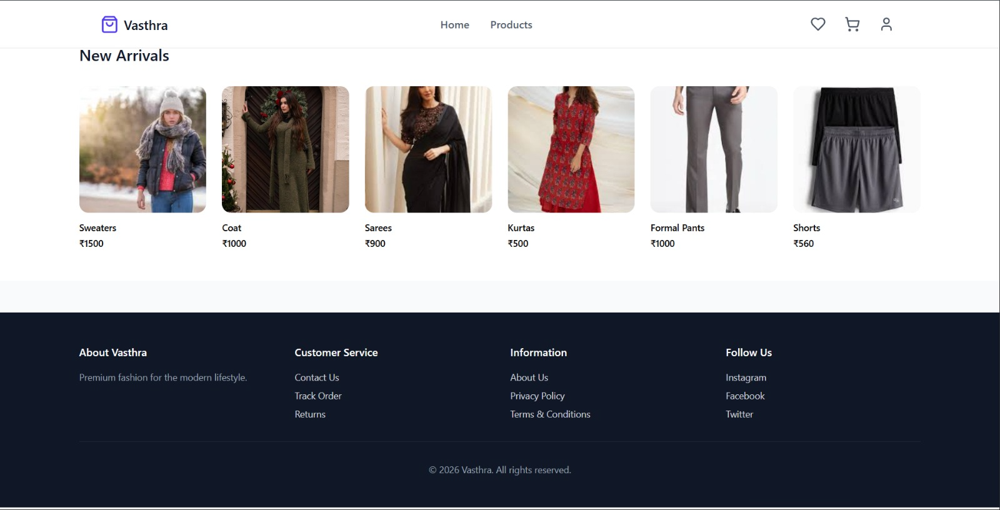 Vasthra
Home Products
New Arrivals
Sweaters
₹1500
Coat
₹1000
Sarees
₹900
Kurtas
₹500
Formal Pants
₹1000
Shorts
₹560
About Vasthra
Premium fashion for the modern lifestyle.
Customer Service
Contact Us
Track Order
Returns
Information
About Us
Privacy Policy
Terms & Conditions
Follow Us
Instagram
Facebook
Twitter
© 2026 Vasthra. All rights reserved.